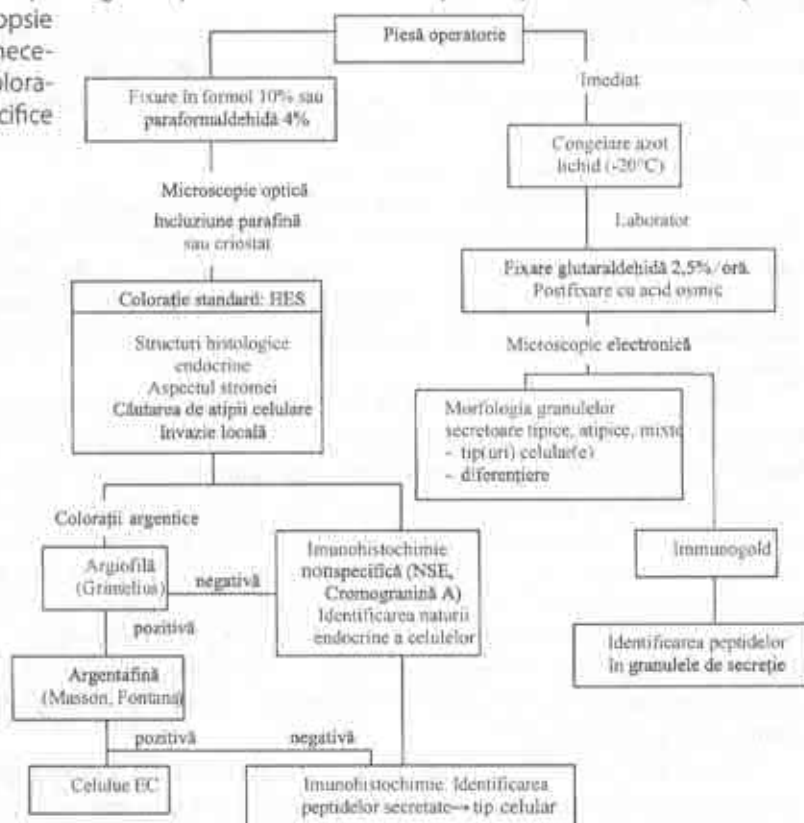 opsie
nece-
olora-
cifice
Piesă operatorie
Fixare în formol 10% sau
paraformaldehidă 4%
Imediat
Congelare azot
lichid (-20°C)
Microscopie optică
Incluziune parafină
sau criostat
Laborator
Fixare glutaraldehidă 2,5%/oră.
Postfixare cu acid osmic
Colorație standard: HES
Structuri histologice
endocrine
Aspectul stromei
Căutarea de atipii celulare
Invazie locală
Microscopie electronică
Morfologia granulelor
secretoare tipice, atipice, mixte
- tip(uri) celular(e)
- diferențiere
Colorații argentice
Argiofilă
(Grimelius)
negativă
Imunohistochimie
nonspecifică (NSE,
Cromogranină A)
Identificarea naturii
endocrine a celulelor
Immunogold
pozitivă
Argentafină
(Masson, Fontana)
Identificarea peptidelor
în granulele de secreție
pozitivă
negativă
Celulue EC
Imunohistochimie. Identificarea
peptidelor secretate→ tip celular